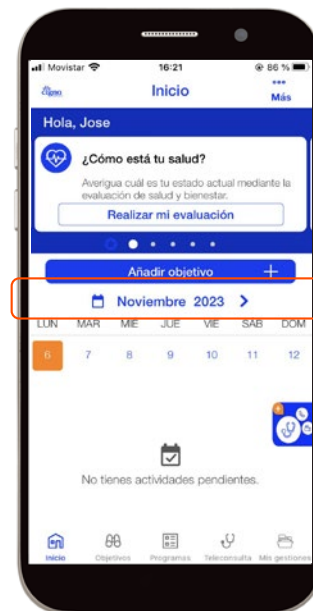 Movistar 16:21 86 %
Cigna Inicio Más
Hola, Jose
¿Cómo está tu salud?
Averigua cuál es tu estado actual mediante la
evaluación de salud y bienestar.
Realizar mi evaluación
Añadir objetivo +
Noviembre 2023 >
LUN MAR MIE JUE VIE SAB DOM
6 7 8 9 10 11 12
No tienes actividades pendientes.
Inicio Objetivos Programas Teleconsulta Mis gestiones